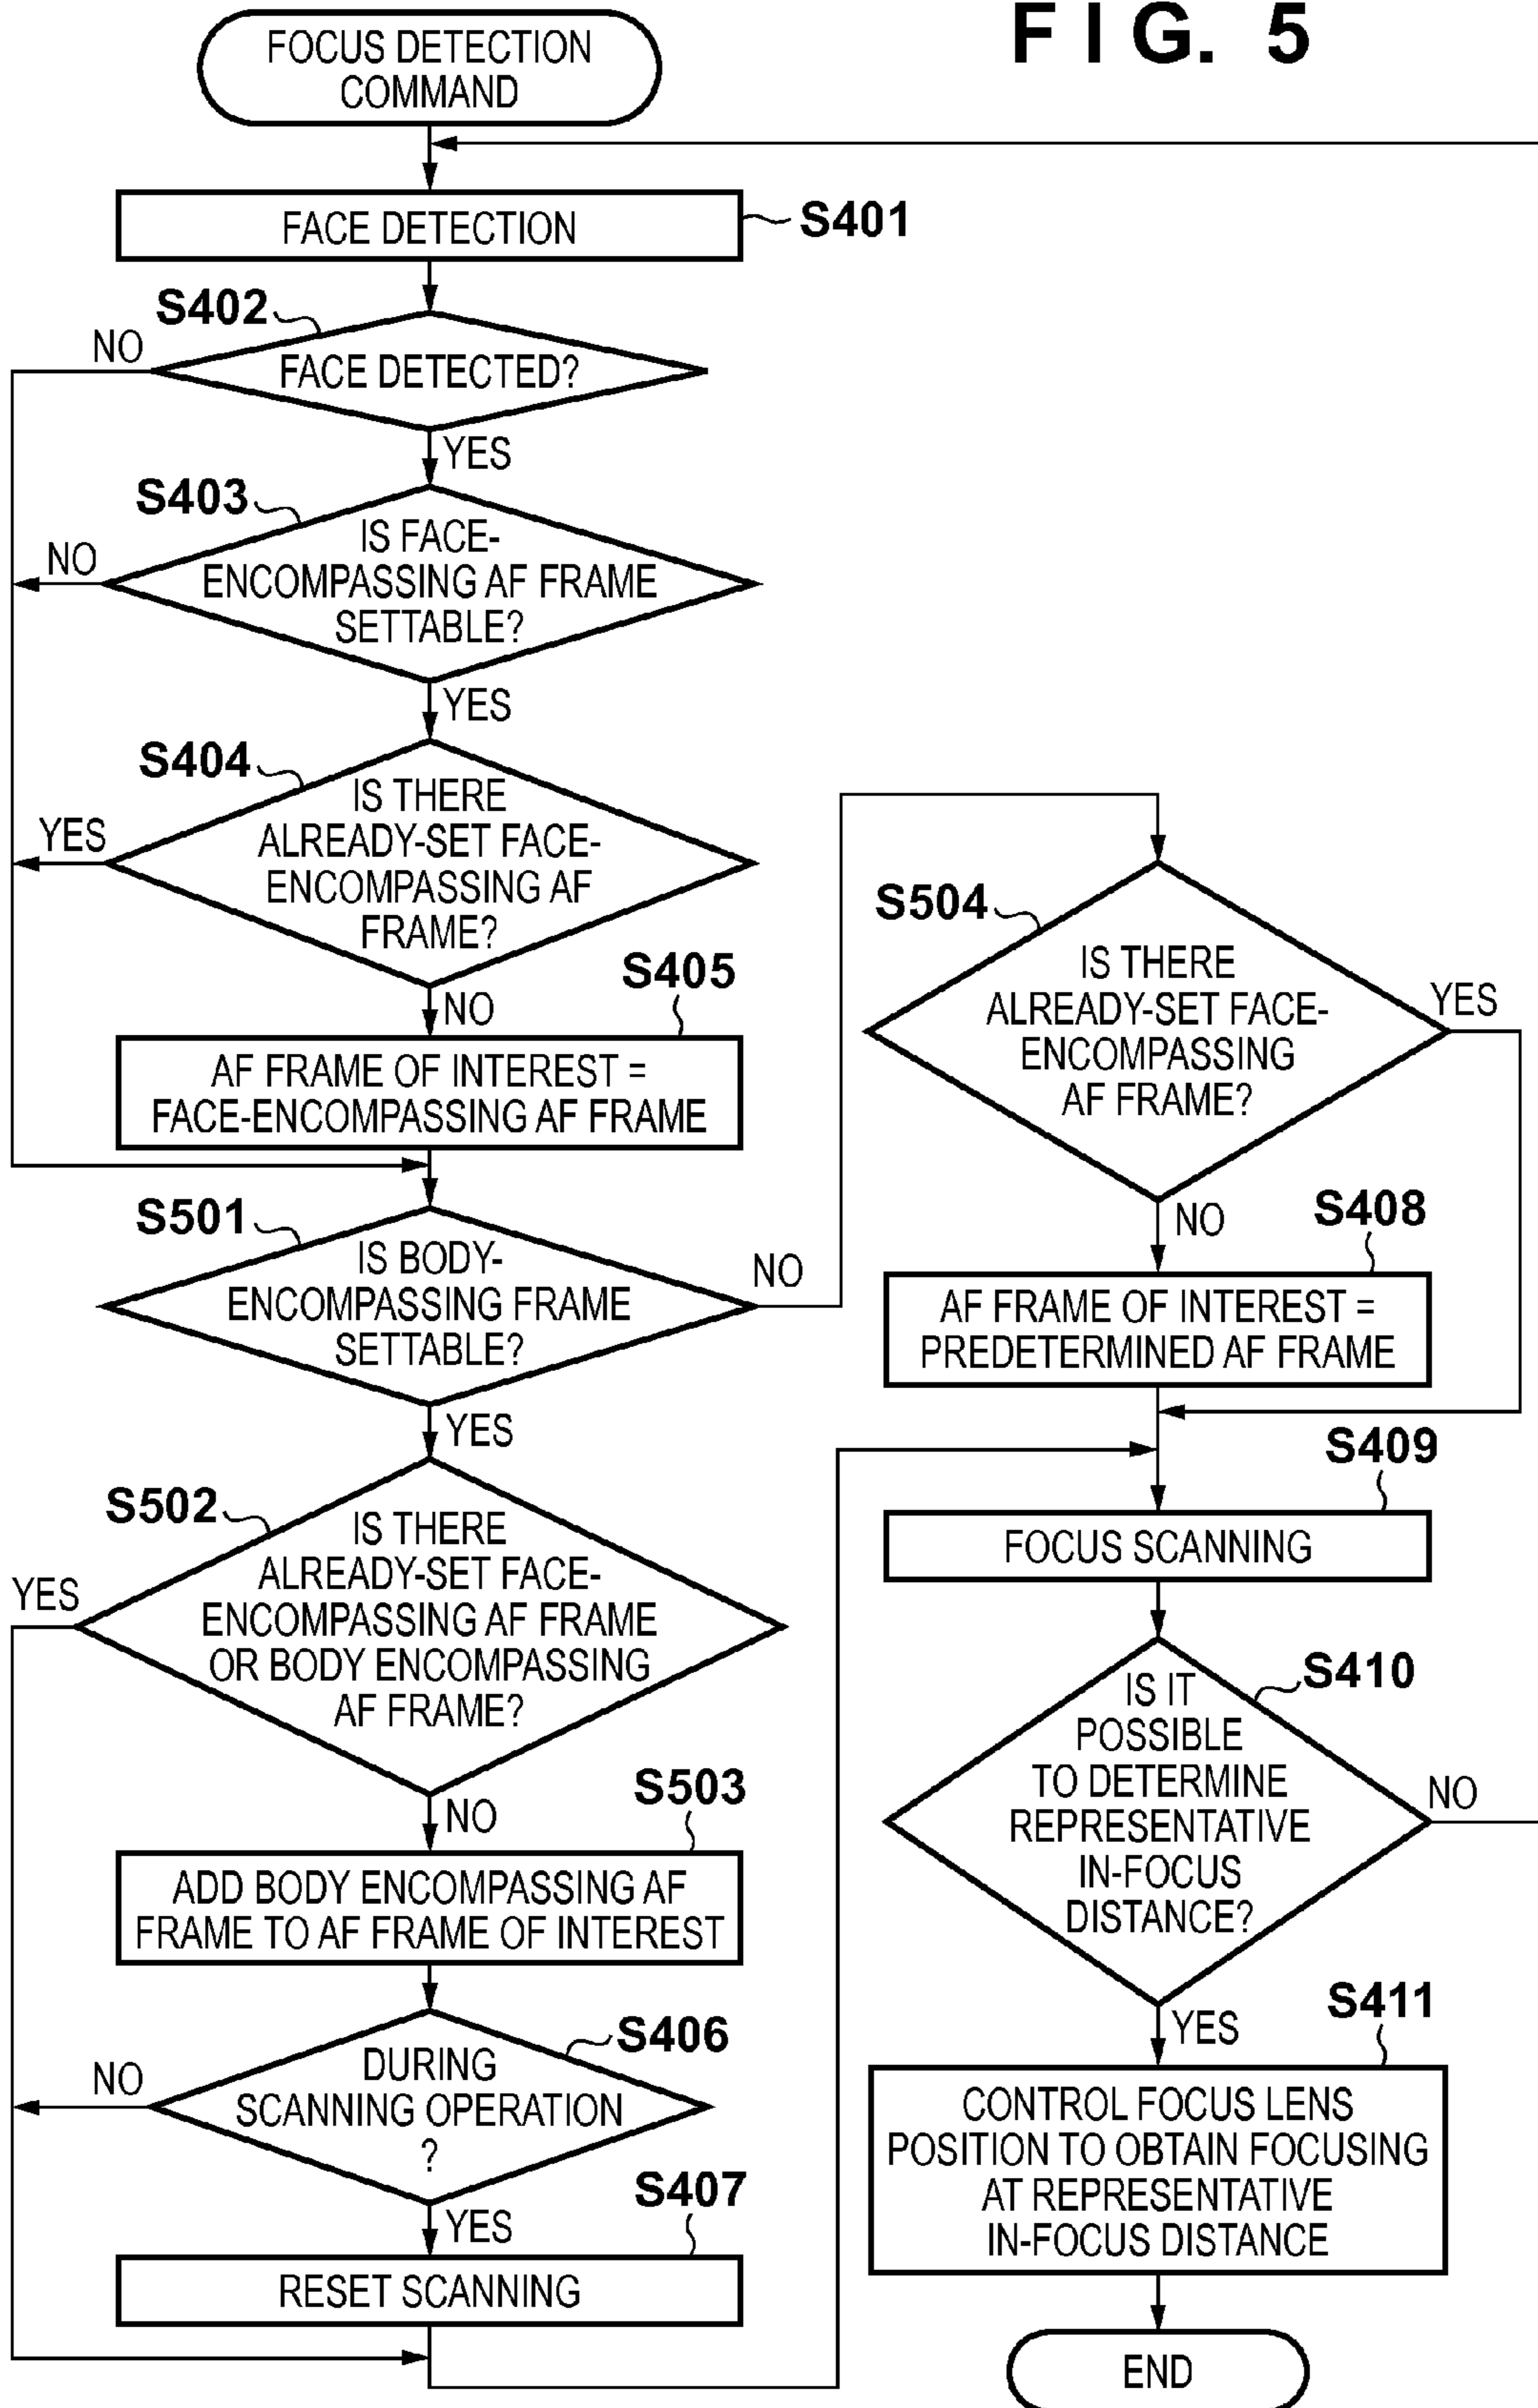 FIG. 5
FOCUS DETECTION
COMMAND
FACE DETECTION
S401
S402
NO
FACE DETECTED?
YES
S403
NO
IS FACE-
ENCOMPASSING AF FRAME
SETTABLE?
YES
S404
YES
IS THERE
ALREADY-SET FACE-
ENCOMPASSING AF
FRAME?
NO
S405
AF FRAME OF INTEREST =
FACE-ENCOMPASSING AF FRAME
S501
IS BODY-
ENCOMPASSING FRAME
SETTABLE?
NO
YES
S502
YES
IS THERE
ALREADY-SET FACE-
ENCOMPASSING AF FRAME
OR BODY ENCOMPASSING
AF FRAME?
NO
S503
ADD BODY ENCOMPASSING AF
FRAME TO AF FRAME OF INTEREST
S406
NO
DURING
SCANNING OPERATION
?
YES
S407
RESET SCANNING
S504
IS THERE
ALREADY-SET FACE-
ENCOMPASSING
AF FRAME?
YES
NO
S408
AF FRAME OF INTEREST =
PREDETERMINED AF FRAME
S409
FOCUS SCANNING
S410
IS IT
POSSIBLE
TO DETERMINE
REPRESENTATIVE
IN-FOCUS
DISTANCE?
NO
YES
S411
CONTROL FOCUS LENS
POSITION TO OBTAIN FOCUSING
AT REPRESENTATIVE
IN-FOCUS DISTANCE
END